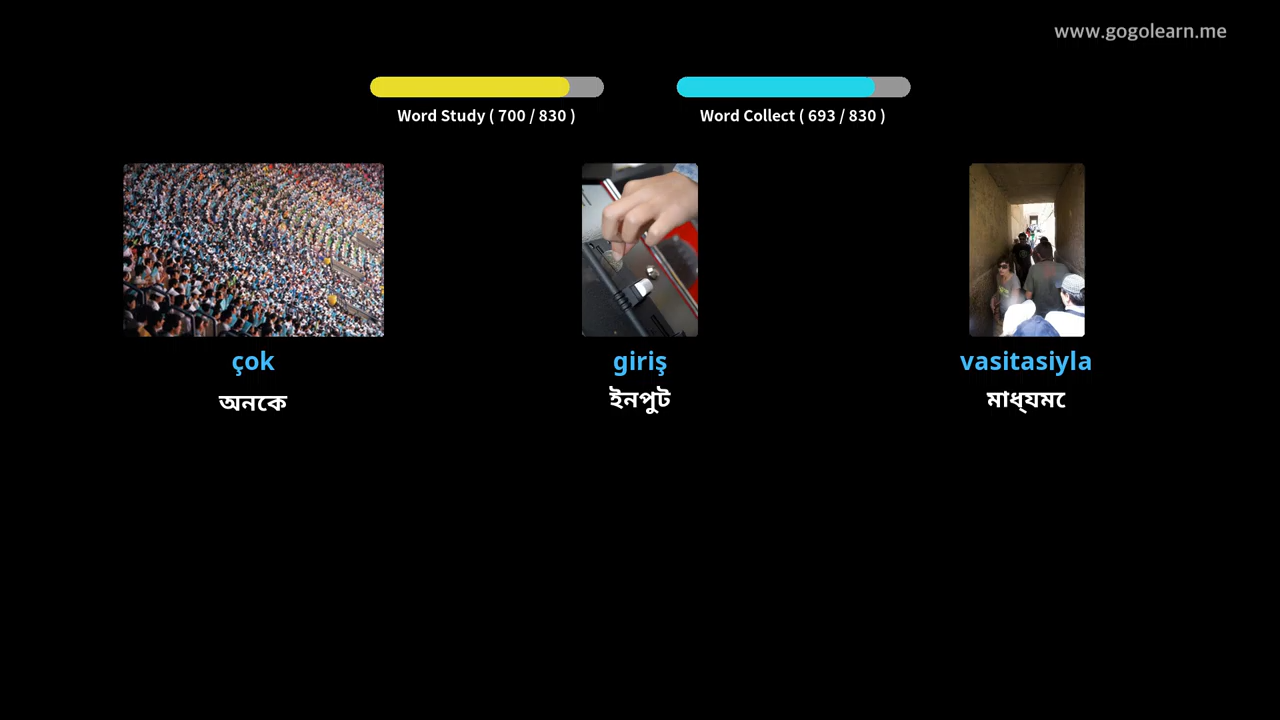 www.gogolearn.me
Word Study ( 700 / 830 )
Word Collect ( 693 / 830 )
çok
giriş
vasitasiyla
অনেক
ইনপুট
মাধ্যমে